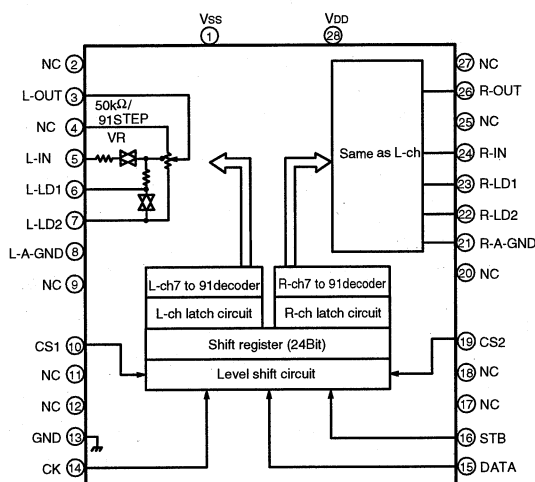 VSS
1
VDD
28
NC 2
L-OUT 3
NC 4
L-IN 5
L-LD1 6
L-LD2 7
L-A-GND 8
NC 9
CS1 10
NC 11
NC 12
GND 13
CK 14
50kΩ/
91STEP
VR
Same as L-ch
27 NC
26 R-OUT
25 NC
24 R-IN
23 R-LD1
22 R-LD2
21 R-A-GND
20 NC
19 CS2
18 NC
17 NC
16 STB
15 DATA
L-ch7 to 91decoder
R-ch7 to 91decoder
L-ch latch circuit
R-ch latch circuit
Shift register (24Bit)
Level shift circuit